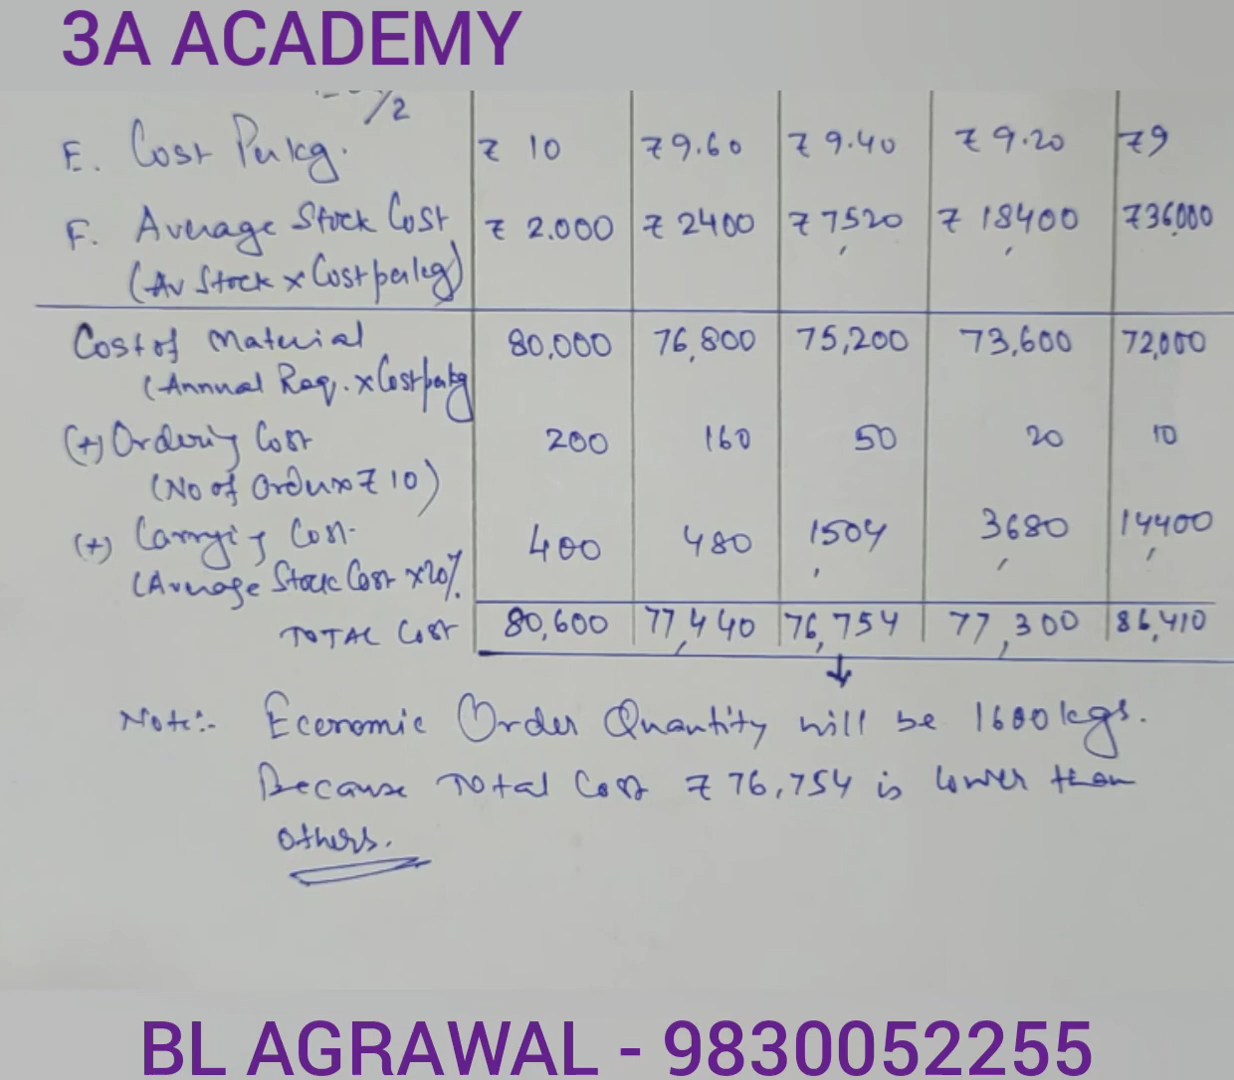 3A ACADEMY
/2
E. Cost Per kg. ₹ 10 ₹9.60 ₹ 9.40 ₹ 9.20 ₹9
F. Average Stock Cost ₹ 2.000 ₹ 2400 ₹ 7520 ₹ 18400 ₹36000
(Av Stock x Cost per kg)
Cost of Material 80,000 76,800 75,200 73,600 72,000
(Annual Req. x Cost per kg
(+) Ordering Cost 200 160 50 20 10
(No of Order x ₹ 10)
(+) Carrying Cost 400 480 1504 3680 14400
(Average Stock Cost x 20%
TOTAL COST 80,600 77,440 76,754 77,300 86,410
Note:- Economic Order Quantity will be 1600 kgs.
Because Total Cost ₹ 76,754 is lower than
others.
BL AGRAWAL - 9830052255